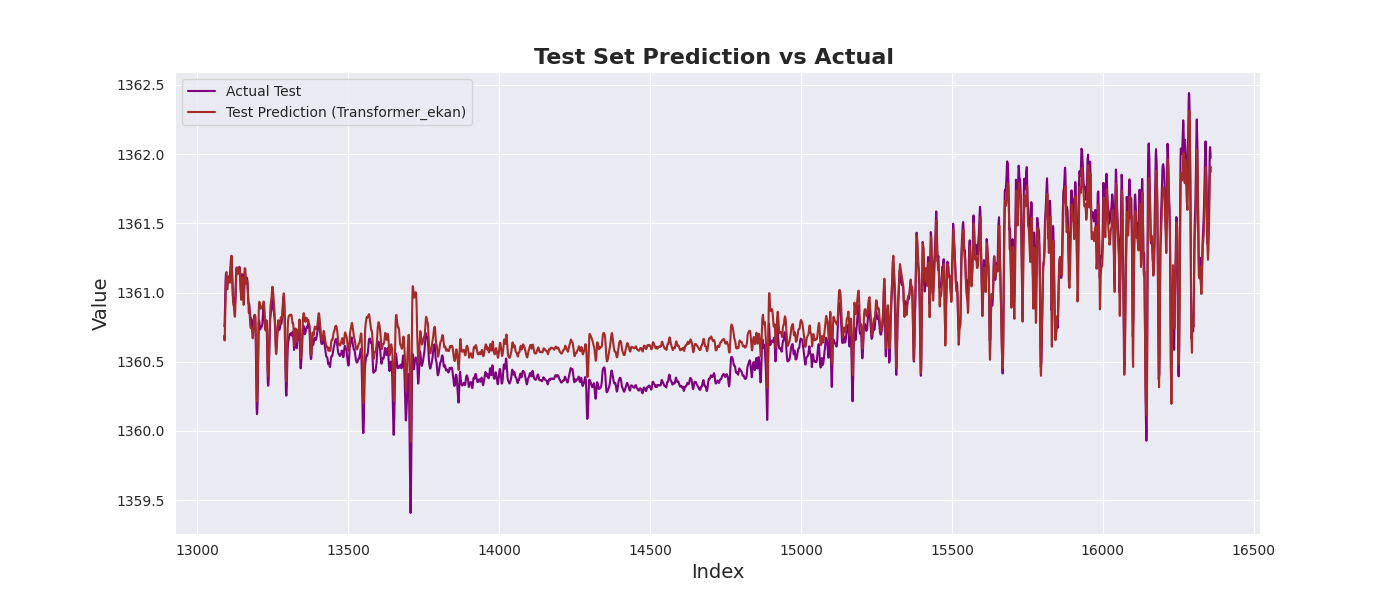 Test Set Prediction vs Actual
Actual Test
Test Prediction (Transformer_ekan)
1362.5
1362.0
1361.5
1361.0
1360.5
1360.0
1359.5
Value
13000 13500 14000 14500 15000 15500 16000 16500
Index